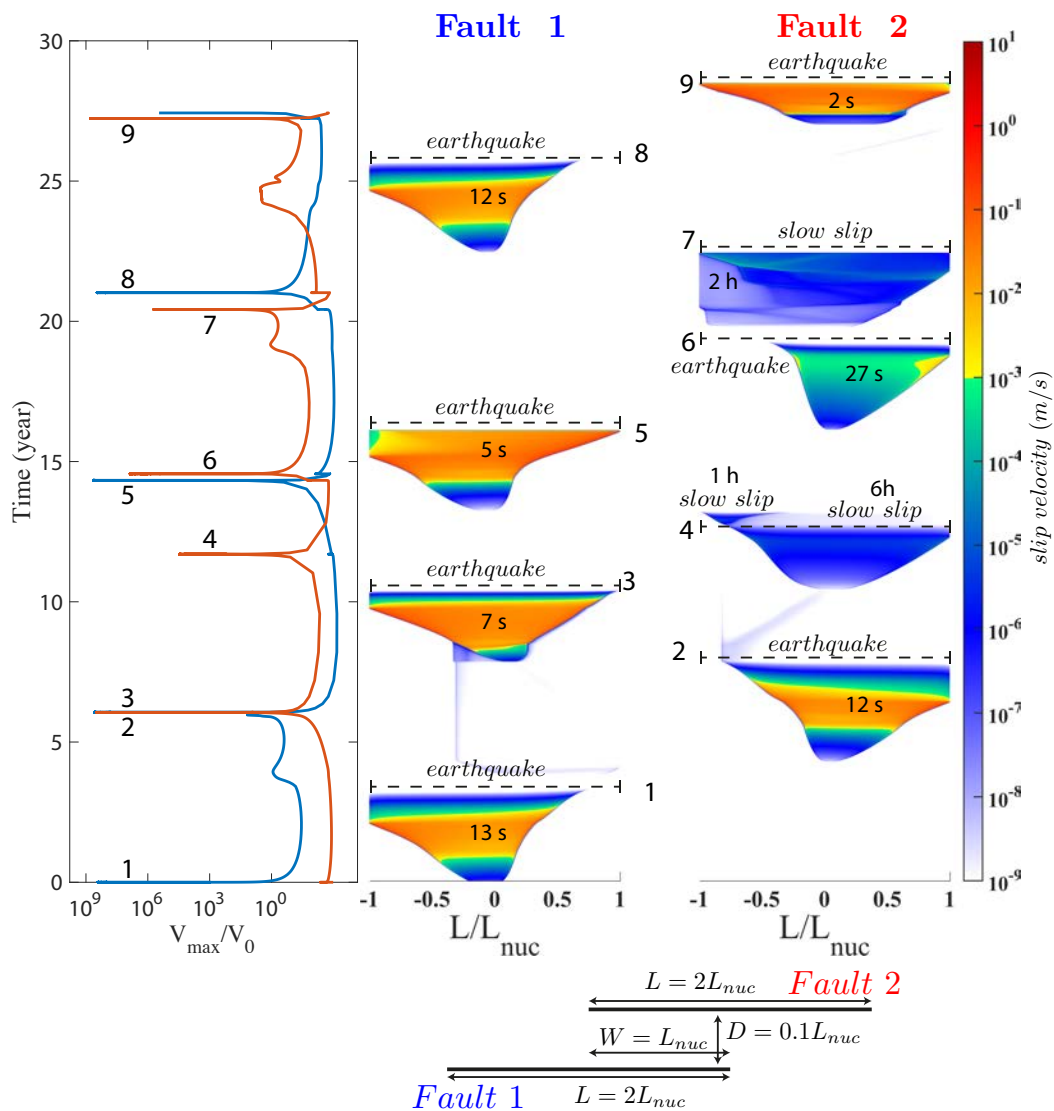 Fault 1
Fault 2
30
25
20
15
10
5
0
Time (year)
9
8
7
6
5
4
3
2
1
10^9
10^6
10^3
10^0
V_max/V_0
earthquake
8
12 s
earthquake
5
5 s
earthquake
3
7 s
earthquake
1
13 s
-1
-0.5
0
0.5
1
L/L_nuc
earthquake
9
2 s
slow slip
7
2 h
6
earthquake
27 s
1 h
slow slip
6h
slow slip
4
earthquake
2
12 s
-1
-0.5
0
0.5
1
L/L_nuc
10^1
10^0
10^-1
10^-2
10^-3
10^-4
10^-5
10^-6
10^-7
10^-8
10^-9
slip velocity (m/s)
L = 2L_nuc
Fault 2
W = L_nuc
D = 0.1L_nuc
Fault 1
L = 2L_nuc